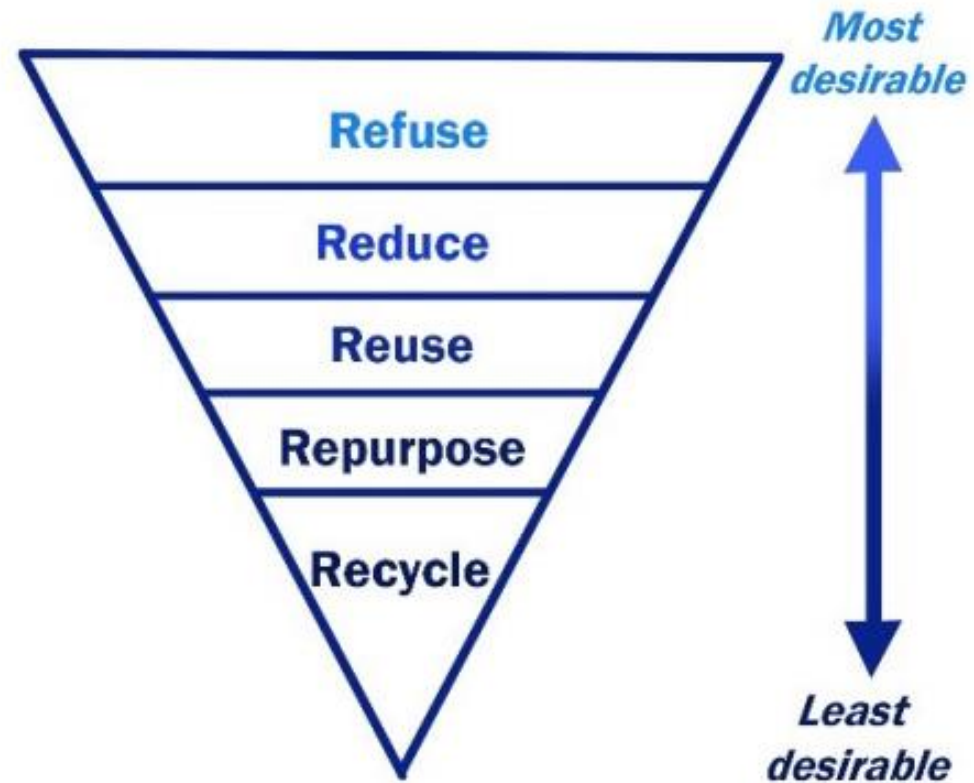 Most
desirable
Refuse
Reduce
Reuse
Repurpose
Recycle
Least
desirable